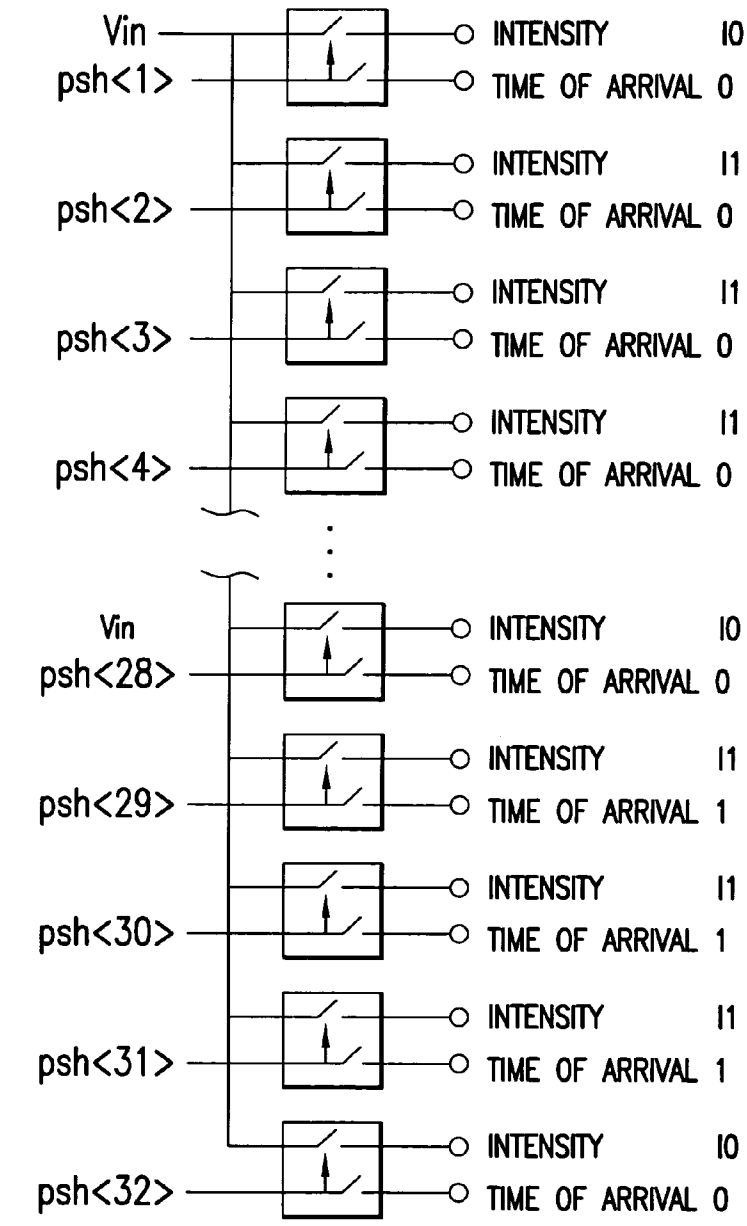 Vin INTENSITY I0
psh<1> TIME OF ARRIVAL 0
INTENSITY I1
psh<2> TIME OF ARRIVAL 0
INTENSITY I1
psh<3> TIME OF ARRIVAL 0
INTENSITY I1
psh<4> TIME OF ARRIVAL 0
Vin INTENSITY I0
psh<28> TIME OF ARRIVAL 0
INTENSITY I1
psh<29> TIME OF ARRIVAL 1
INTENSITY I1
psh<30> TIME OF ARRIVAL 1
INTENSITY I1
psh<31> TIME OF ARRIVAL 1
INTENSITY I0
psh<32> TIME OF ARRIVAL 0